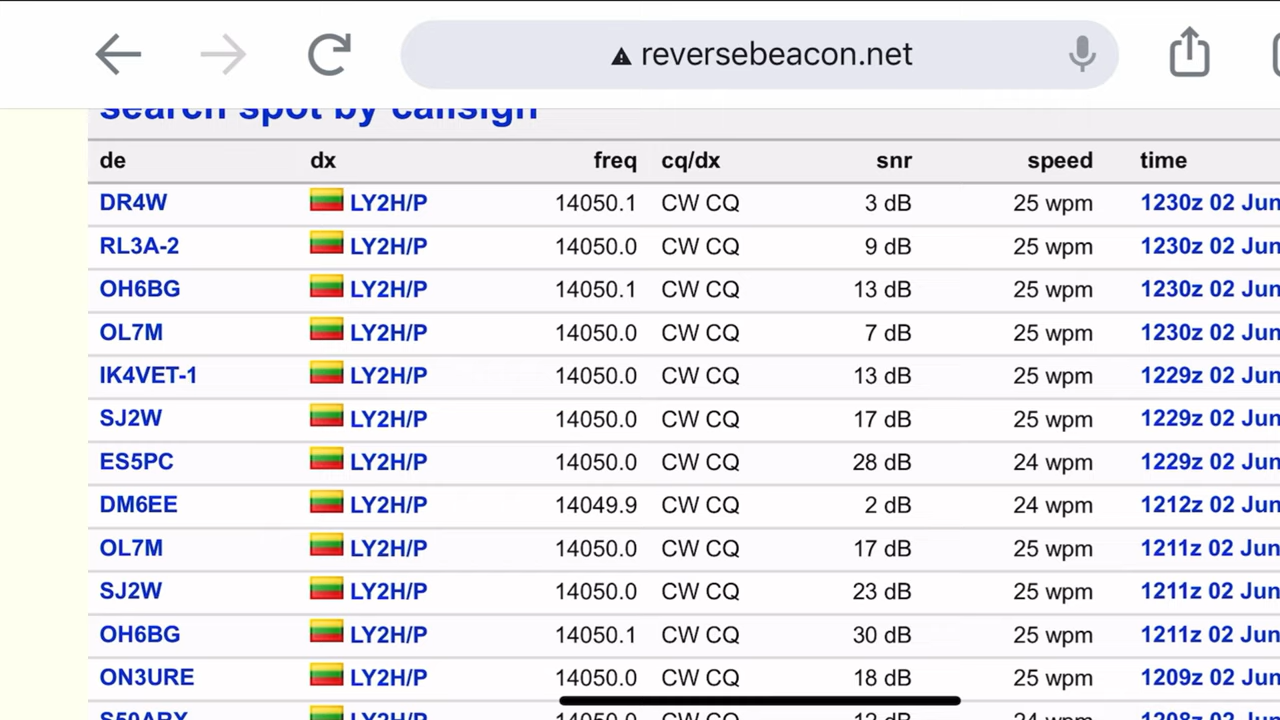 reversebeacon.net
search spot by callsign
de dx freq cq/dx snr speed time
DR4W LY2H/P 14050.1 CW CQ 3 dB 25 wpm 1230z 02 Jun
RL3A-2 LY2H/P 14050.0 CW CQ 9 dB 25 wpm 1230z 02 Jun
OH6BG LY2H/P 14050.1 CW CQ 13 dB 25 wpm 1230z 02 Jun
OL7M LY2H/P 14050.0 CW CQ 7 dB 25 wpm 1230z 02 Jun
IK4VET-1 LY2H/P 14050.0 CW CQ 13 dB 25 wpm 1229z 02 Jun
SJ2W LY2H/P 14050.0 CW CQ 17 dB 25 wpm 1229z 02 Jun
ES5PC LY2H/P 14050.0 CW CQ 28 dB 24 wpm 1229z 02 Jun
DM6EE LY2H/P 14049.9 CW CQ 2 dB 24 wpm 1212z 02 Jun
OL7M LY2H/P 14050.0 CW CQ 17 dB 25 wpm 1211z 02 Jun
SJ2W LY2H/P 14050.0 CW CQ 23 dB 25 wpm 1211z 02 Jun
OH6BG LY2H/P 14050.1 CW CQ 30 dB 25 wpm 1211z 02 Jun
ON3URE LY2H/P 14050.0 CW CQ 18 dB 25 wpm 1209z 02 Jun
LY2H/P 14050.0 CW CQ